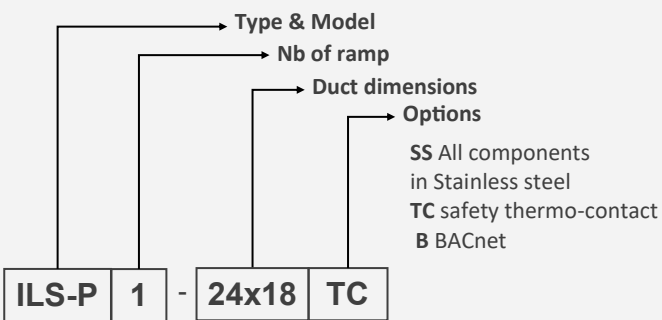 Type & Model
Nb of ramp
Duct dimensions
Options
SS All components
in Stainless steel
TC safety thermo-contact
B BACnet
ILS-P 1 - 24x18 TC